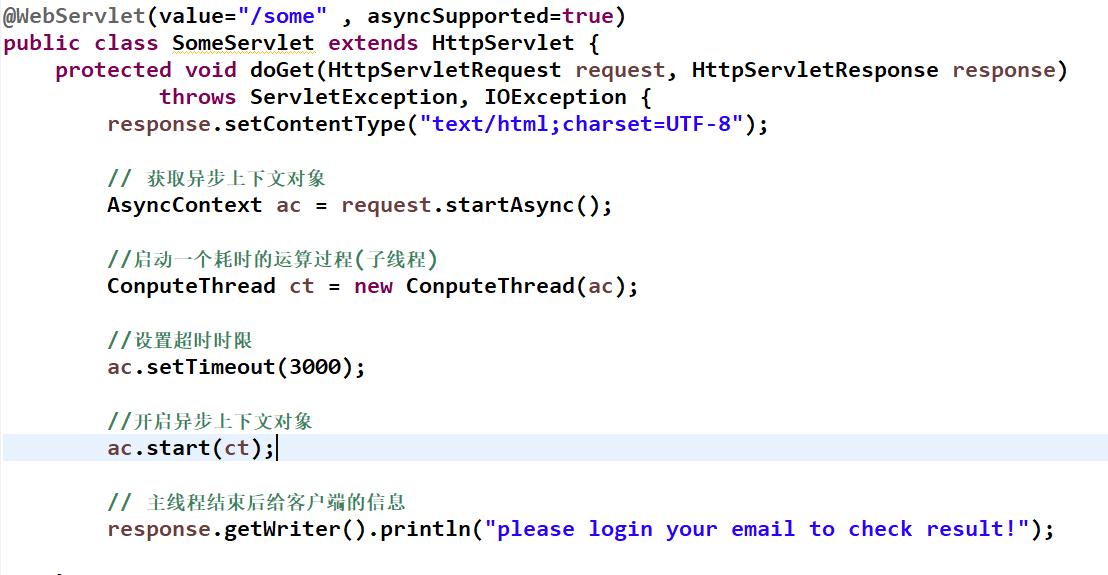 @WebServlet(value="/some" , asyncSupported=true)
public class SomeServlet extends HttpServlet {
protected void doGet(HttpServletRequest request, HttpServletResponse response)
throws ServletException, IOException {
response.setContentType("text/html;charset=UTF-8");
// 获取异步上下文对象
AsyncContext ac = request.startAsync();
//启动一个耗时的运算过程(子线程)
ConputeThread ct = new ConputeThread(ac);
//设置超时时限
ac.setTimeout(3000);
//开启异步上下文对象
ac.start(ct);
// 主线程结束后给客户端的信息
response.getWriter().println("please login your email to check result!");